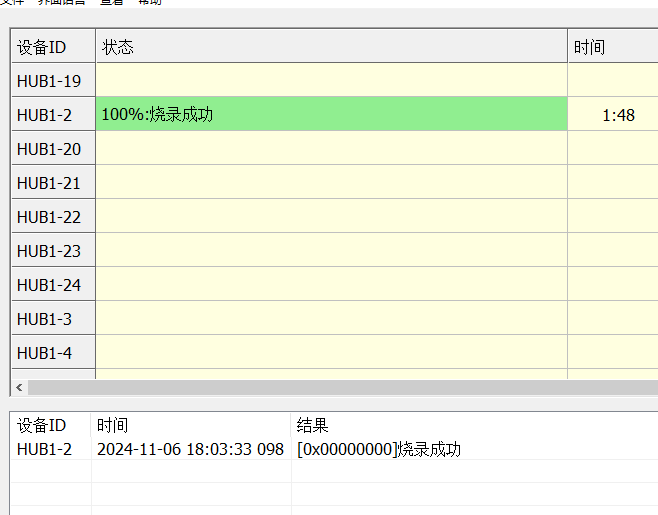 文件 界面语言 查看 帮助
设备ID 状态 时间
HUB1-19
HUB1-2 100%:烧录成功 1:48
HUB1-20
HUB1-21
HUB1-22
HUB1-23
HUB1-24
HUB1-3
HUB1-4
设备ID 时间 结果
HUB1-2 2024-11-06 18:03:33 098 [0x00000000]烧录成功